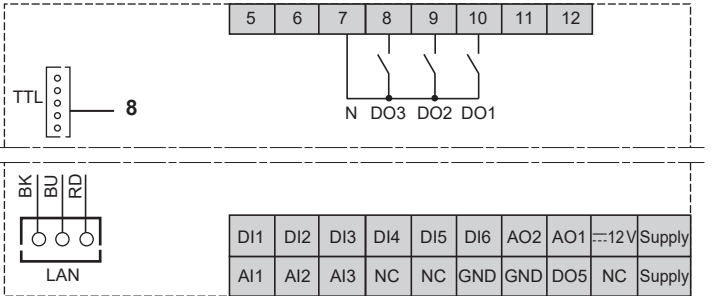 5 6 7 8 9 10 11 12
TTL 8
N DO3 DO2 DO1
BK BU RD
LAN
DI1 DI2 DI3 DI4 DI5 DI6 AO2 AO1 ⎓12V Supply
AI1 AI2 AI3 NC NC GND GND DO5 NC Supply